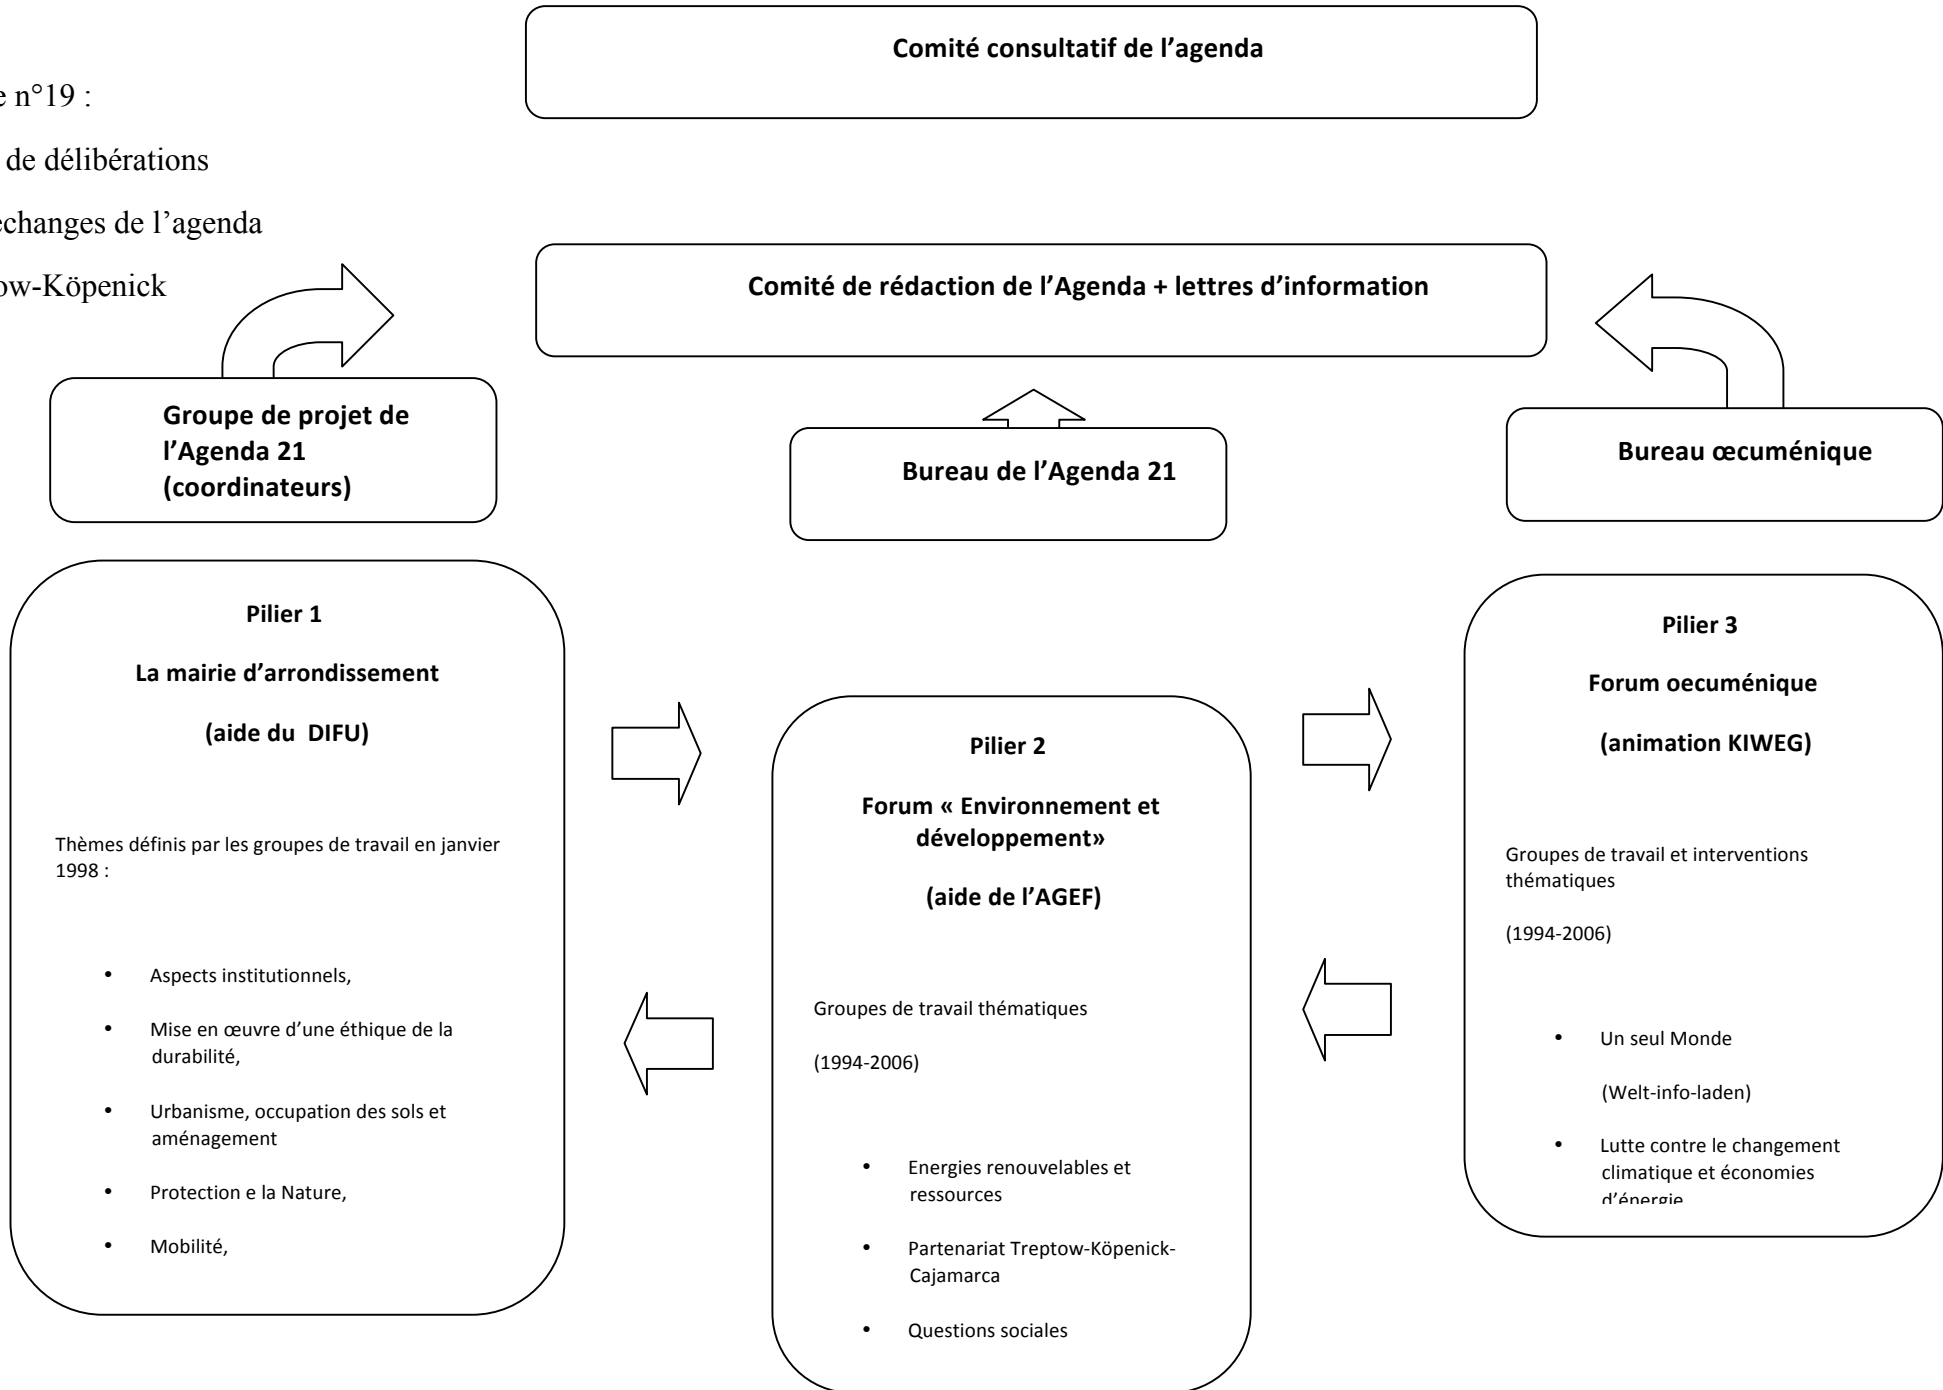 Comité consultatif de l’agenda
e n°19 :
de délibérations
échanges de l’agenda
ow-Köpenick
Comité de rédaction de l’Agenda + lettres d’information
Groupe de projet de
l’Agenda 21
(coordinateurs)
Bureau de l’Agenda 21
Bureau œcuménique
Pilier 1
La mairie d’arrondissement
(aide du DIFU)
Thèmes définis par les groupes de travail en janvier
1998 :
• Aspects institutionnels,
• Mise en œuvre d’une éthique de la
durabilité,
• Urbanisme, occupation des sols et
aménagement
• Protection e la Nature,
• Mobilité,
Pilier 2
Forum « Environnement et
développement»
(aide de l’AGEF)
Groupes de travail thématiques
(1994-2006)
• Energies renouvelables et
ressources
• Partenariat Treptow-Köpenick-
Cajamarca
• Questions sociales
Pilier 3
Forum oecuménique
(animation KIWEG)
Groupes de travail et interventions
thématiques
(1994-2006)
• Un seul Monde
(Welt-info-laden)
• Lutte contre le changement
climatique et économies
d’énergie